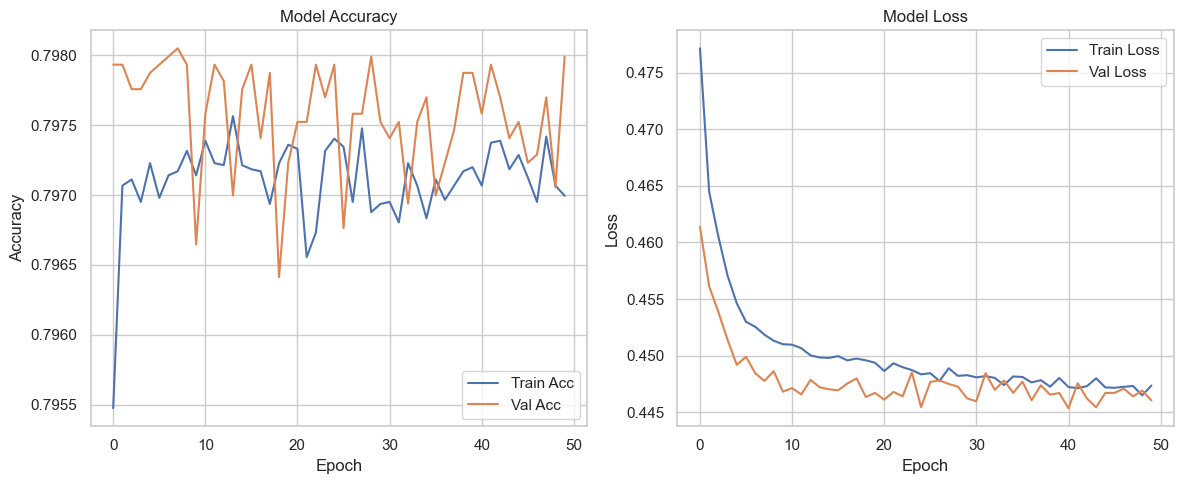 Model Accuracy
0.7980
0.7975
0.7970
0.7965
0.7960
0.7955
Accuracy
0 10 20 30 40 50
Epoch
Train Acc
Val Acc
Model Loss
0.475
0.470
0.465
0.460
0.455
0.450
0.445
Loss
0 10 20 30 40 50
Epoch
Train Loss
Val Loss